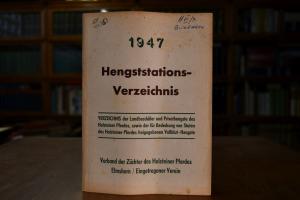 1947
Hengststations-
Verzeichnis
VERZEICHNIS der Landbeschäler und Privathengste des
Holsteiner Pferdes, sowie der für Bedeckung von Stuten
des Holsteiner Pferdes freigegebenen Vollblut-Hengste
Verband der Züchter des Holsteiner Pferdes
Elmshorn / Eingetragener Verein